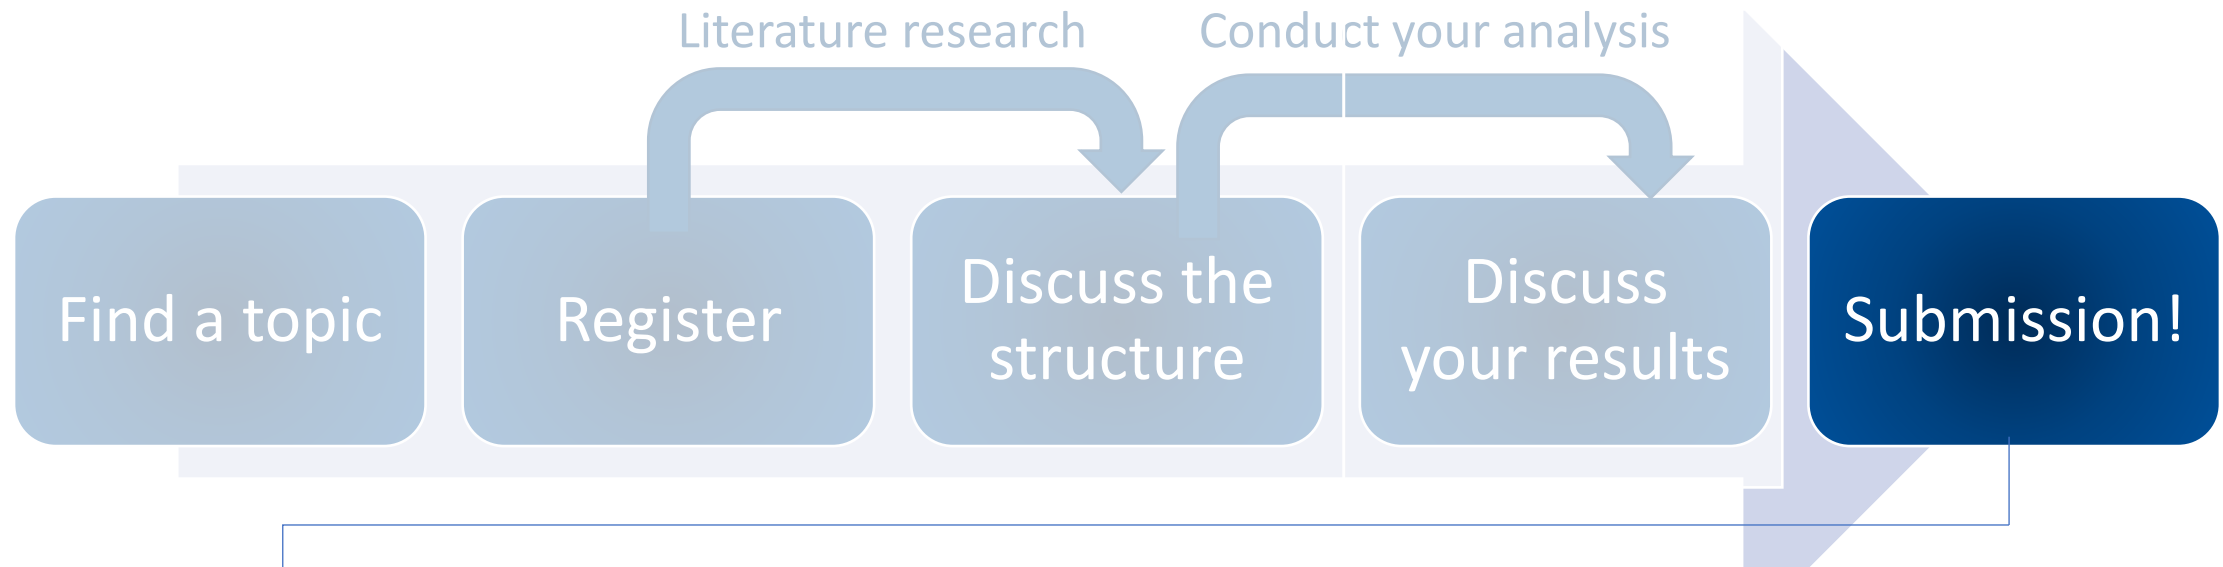 Literature research
Conduct your analysis
Find a topic
Register
Discuss the
structure
Discuss
your results
Submission!